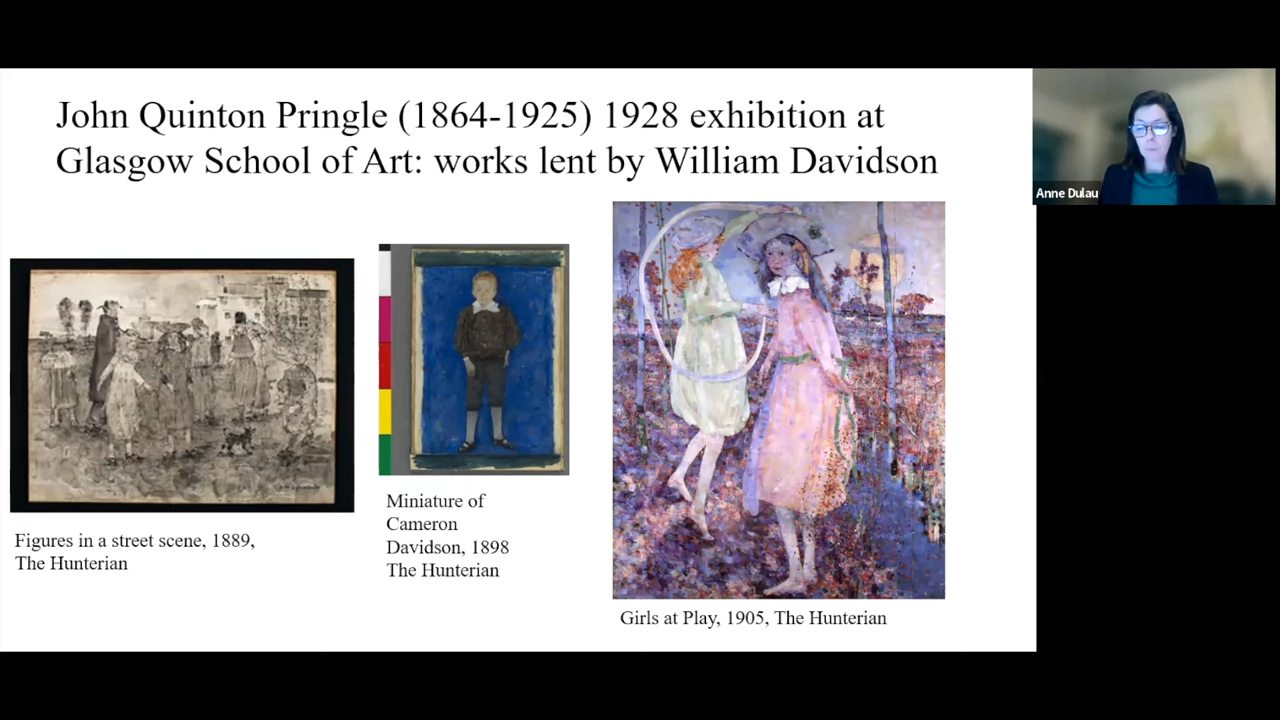 John Quinton Pringle (1864-1925) 1928 exhibition at
Glasgow School of Art: works lent by William Davidson
Anne Dulau
Figures in a street scene, 1889,
The Hunterian
Miniature of
Cameron
Davidson, 1898
The Hunterian
Girls at Play, 1905, The Hunterian